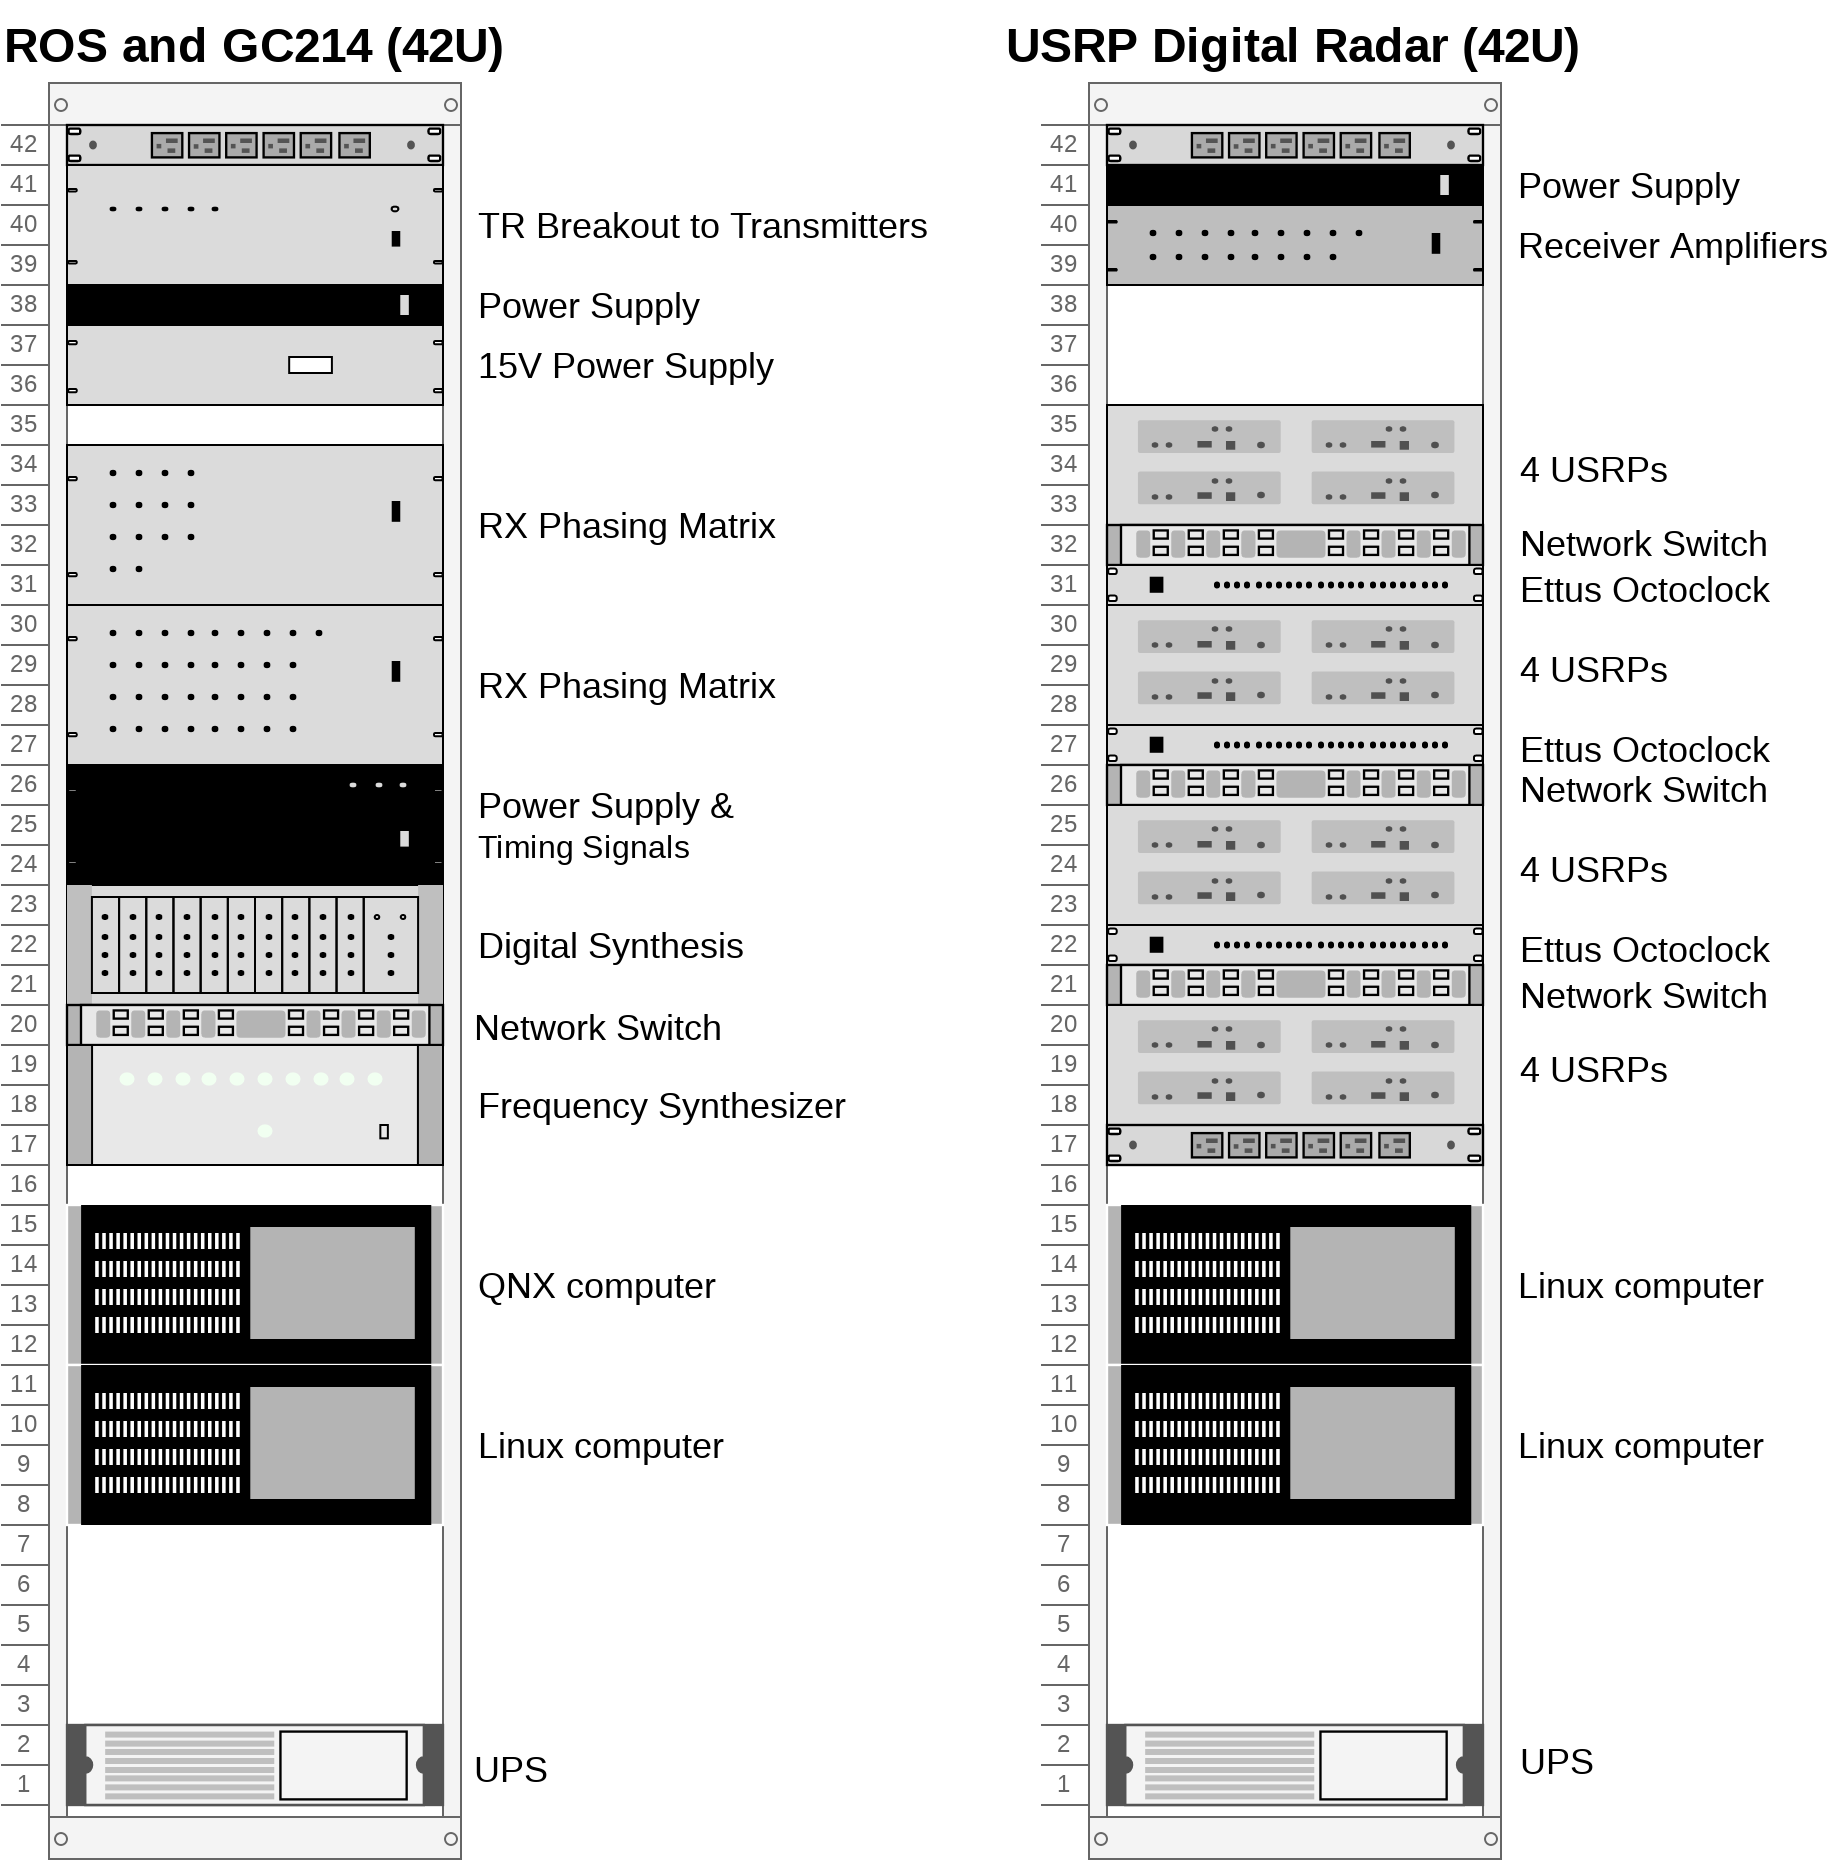 ROS and GC214 (42U)
42
41
40
TR Breakout to Transmitters
39
38
Power Supply
37
15V Power Supply
36
35
34
33
RX Phasing Matrix
32
31
30
29
RX Phasing Matrix
28
27
26
Power Supply &
25
Timing Signals
24
23
22
Digital Synthesis
21
20
Network Switch
19
18
Frequency Synthesizer
17
16
15
14
QNX computer
13
12
11
10
Linux computer
9
8
7
6
5
4
3
2
UPS
1
USRP Digital Radar (42U)
42
41
Power Supply
40
Receiver Amplifiers
39
38
37
36
35
34
4 USRPs
33
32
Network Switch
31
Ettus Octoclock
30
29
4 USRPs
28
27
Ettus Octoclock
26
Network Switch
25
24
4 USRPs
23
22
Ettus Octoclock
21
Network Switch
20
19
4 USRPs
18
17
16
15
14
Linux computer
13
12
11
10
Linux computer
9
8
7
6
5
4
3
2
UPS
1